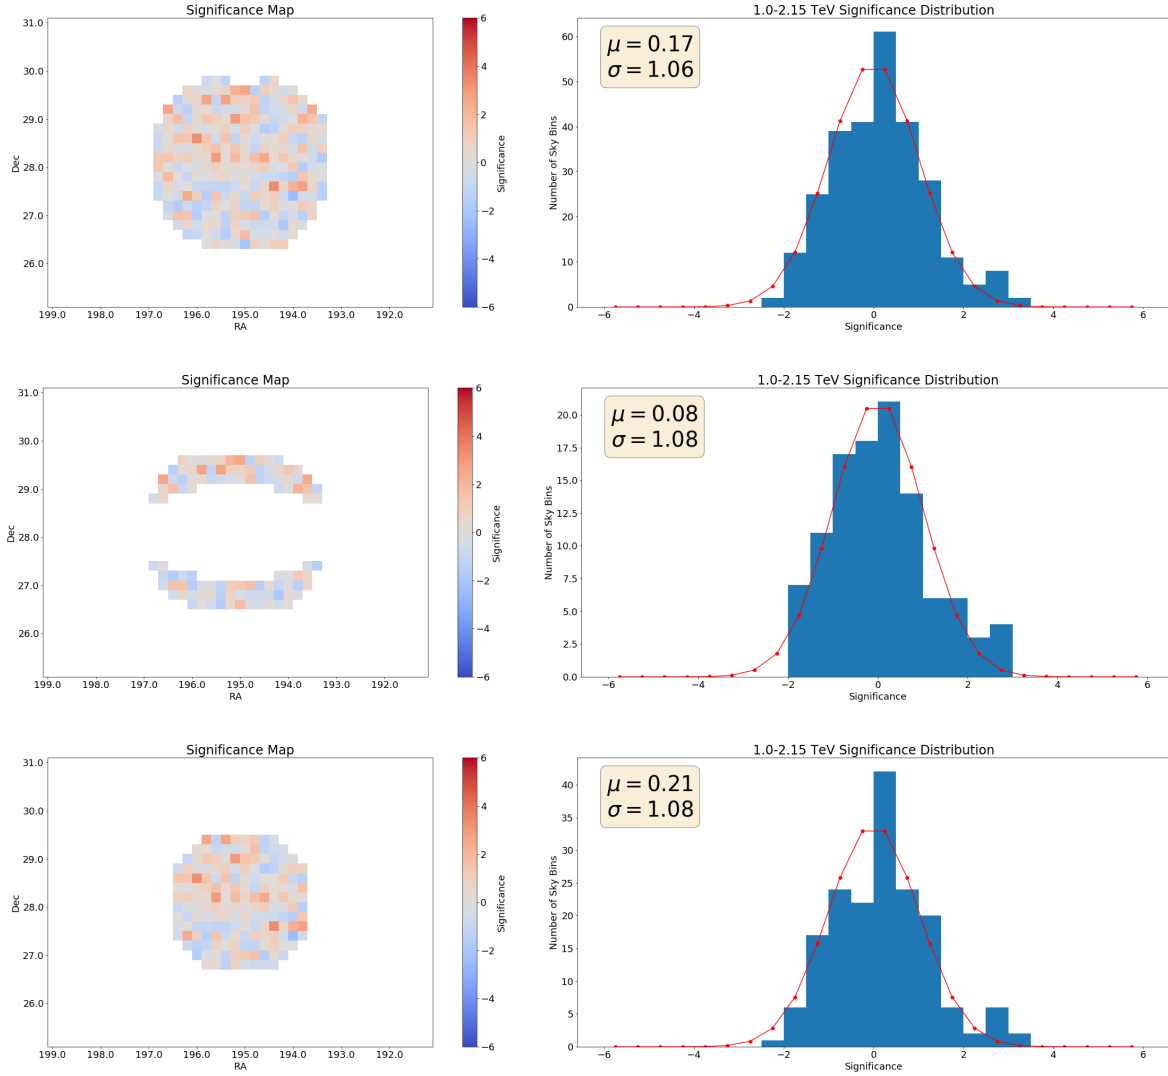 Significance Map
31.0
30.0
29.0
28.0
27.0
26.0
Dec
199.0 198.0 197.0 196.0 195.0 194.0 193.0 192.0
RA
6
4
2
0
−2
−4
−6
Significance
1.0-2.15 TeV Significance Distribution
μ = 0.17
σ = 1.06
60
50
40
30
20
10
0
Number of Sky Bins
−6 −4 −2 0 2 4 6
Significance
Significance Map
31.0
30.0
29.0
28.0
27.0
26.0
Dec
199.0 198.0 197.0 196.0 195.0 194.0 193.0 192.0
RA
6
4
2
0
−2
−4
−6
Significance
1.0-2.15 TeV Significance Distribution
μ = 0.08
σ = 1.08
20.0
17.5
15.0
12.5
10.0
7.5
5.0
2.5
0.0
Number of Sky Bins
−6 −4 −2 0 2 4 6
Significance
Significance Map
31.0
30.0
29.0
28.0
27.0
26.0
Dec
199.0 198.0 197.0 196.0 195.0 194.0 193.0 192.0
RA
6
4
2
0
−2
−4
−6
Significance
1.0-2.15 TeV Significance Distribution
μ = 0.21
σ = 1.08
40
35
30
25
20
15
10
5
0
Number of Sky Bins
−6 −4 −2 0 2 4 6
Significance